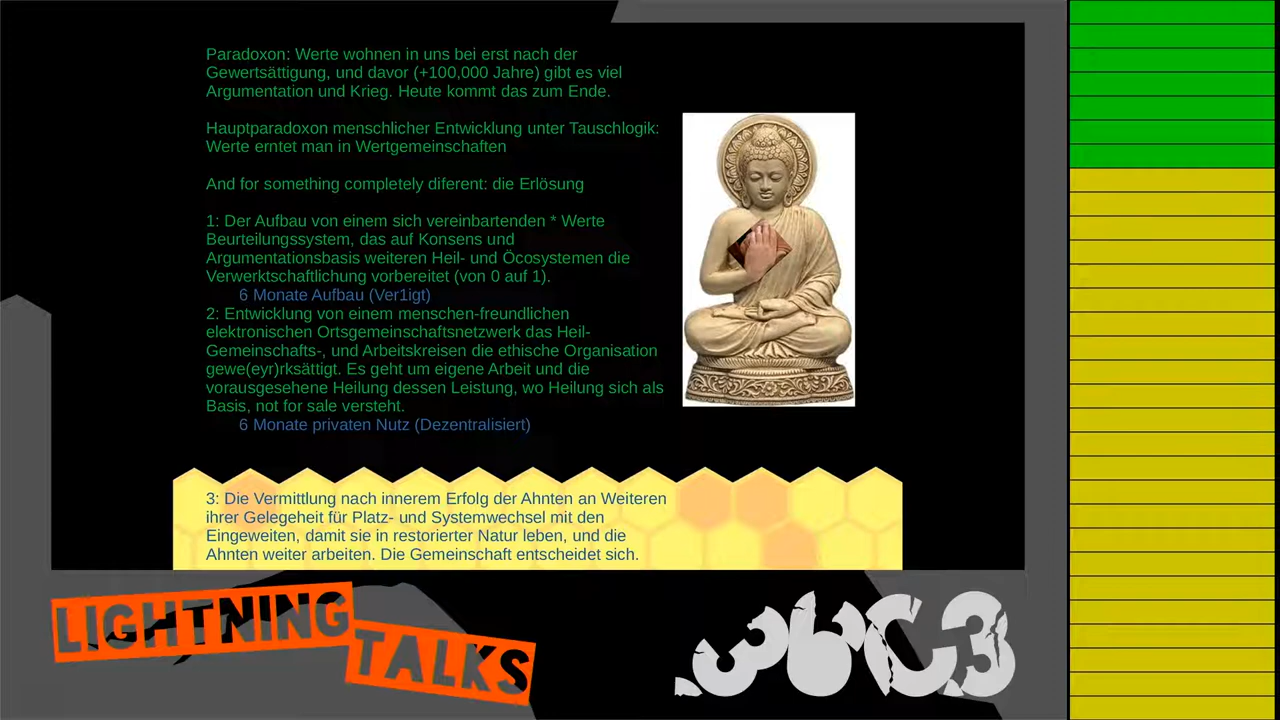 Paradoxon: Werte wohnen in uns bei erst nach der
Gewertsättigung, und davor (+100,000 Jahre) gibt es viel
Argumentation und Krieg. Heute kommt das zum Ende.
Hauptparadoxon menschlicher Entwicklung unter Tauschlogik:
Werte erntet man in Wertgemeinschaften
And for something completely diferent: die Erlösung
1: Der Aufbau von einem sich vereinbartenden * Werte
Beurteilungssystem, das auf Konsens und
Argumentationsbasis weiteren Heil- und Öcosystemen die
Verwerktschaftlichung vorbereitet (von 0 auf 1).
6 Monate Aufbau (Ver1igt)
2: Entwicklung von einem menschen-freundlichen
elektronischen Ortsgemeinschaftsnetzwerk das Heil-
Gemeinschafts-, und Arbeitskreisen die ethische Organisation
gewe(eyr)rksättigt. Es geht um eigene Arbeit und die
vorausgesehene Heilung dessen Leistung, wo Heilung sich als
Basis, not for sale versteht.
6 Monate privaten Nutz (Dezentralisiert)
3: Die Vermittlung nach innerem Erfolg der Ahnten an Weiteren
ihrer Gelegeheit für Platz- und Systemwechsel mit den
Eingeweiten, damit sie in restorierter Natur leben, und die
Ahnten weiter arbeiten. Die Gemeinschaft entscheidet sich.
LIGHTNING
TALKS
36C3